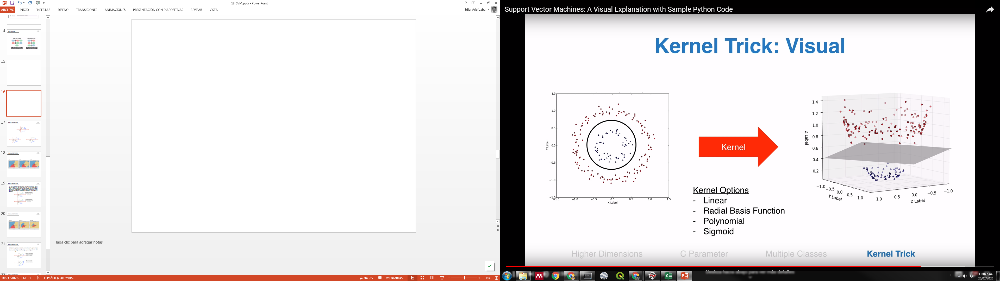 18_SVM.pptx - PowerPoint
ARCHIVO INICIO INSERTAR DISEÑO TRANSICIONES ANIMACIONES PRESENTACIÓN CON DIAPOSITIVAS REVISAR VISTA
Edier Aristizabal
14
15
16
17
18
19
20
21
22
Haga clic para agregar notas
DIAPOSITIVA 16 DE 23 ESPAÑOL (COLOMBIA) NOTAS COMENTARIOS 114%
Support Vector Machines: A Visual Explanation with Sample Python Code
Kernel Trick: Visual
1.5
1.0
0.5
0.0
−0.5
−1.0
−1.5
Y Label
−1.5 −1.0 −0.5 0.0 0.5 1.0 1.5
X Label
Kernel
1.4
1.2
1.0
0.8
0.6
0.4
0.2
Z Label
−1.0 −0.5 0.0 0.5 1.0
Y Label
1.0 0.5 0.0 −0.5 −1.0
X Label
Kernel Options
- Linear
- Radial Basis Function
- Polynomial
- Sigmoid
Higher Dimensions C Parameter Multiple Classes Kernel Trick
ES
11:16 a.m.
20/02/2020